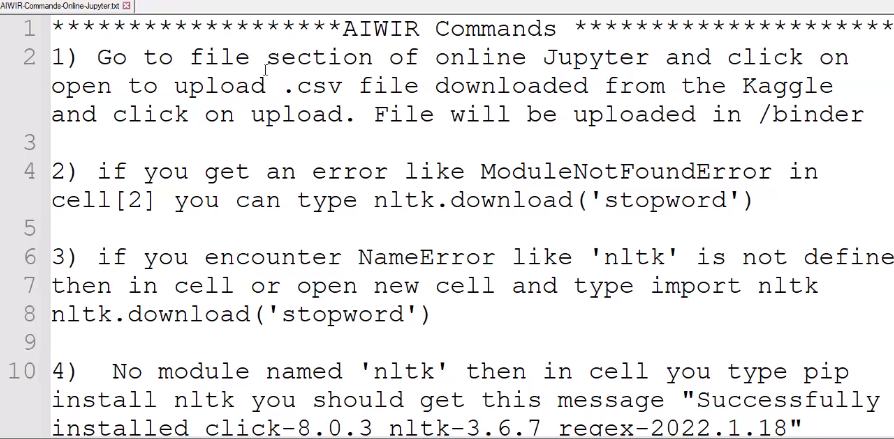 AIWIR-Commands-Online-Jupyter.txt
1 *******************AIWIR Commands *********************
2 1) Go to file section of online Jupyter and click on
open to upload .csv file downloaded from the Kaggle
and click on upload. File will be uploaded in /binder
3
4 2) if you get an error like ModuleNotFoundError in
cell[2] you can type nltk.download('stopword')
5
6 3) if you encounter NameError like 'nltk' is not define
7 then in cell or open new cell and type import nltk
8 nltk.download('stopword')
9
10 4)  No module named 'nltk' then in cell you type pip
install nltk you should get this message "Successfully
installed click-8.0.3 nltk-3.6.7 regex-2022.1.18"